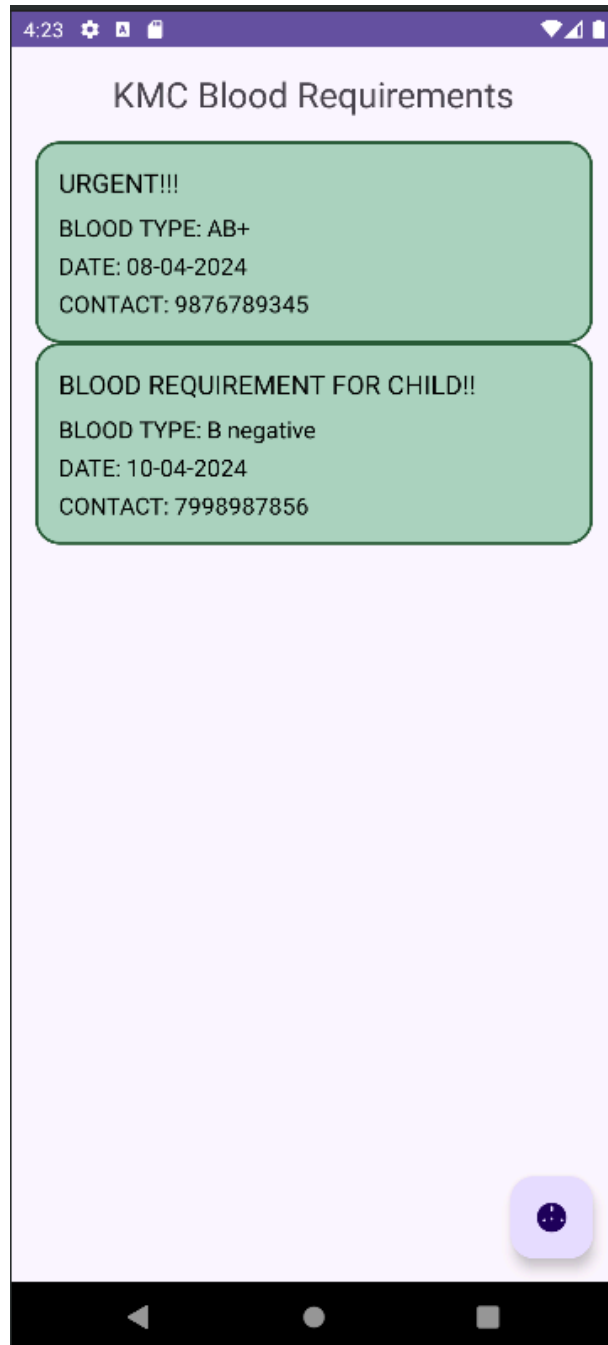 4:23
KMC Blood Requirements
URGENT!!!
BLOOD TYPE: AB+
DATE: 08-04-2024
CONTACT: 9876789345
BLOOD REQUIREMENT FOR CHILD!!
BLOOD TYPE: B negative
DATE: 10-04-2024
CONTACT: 7998987856